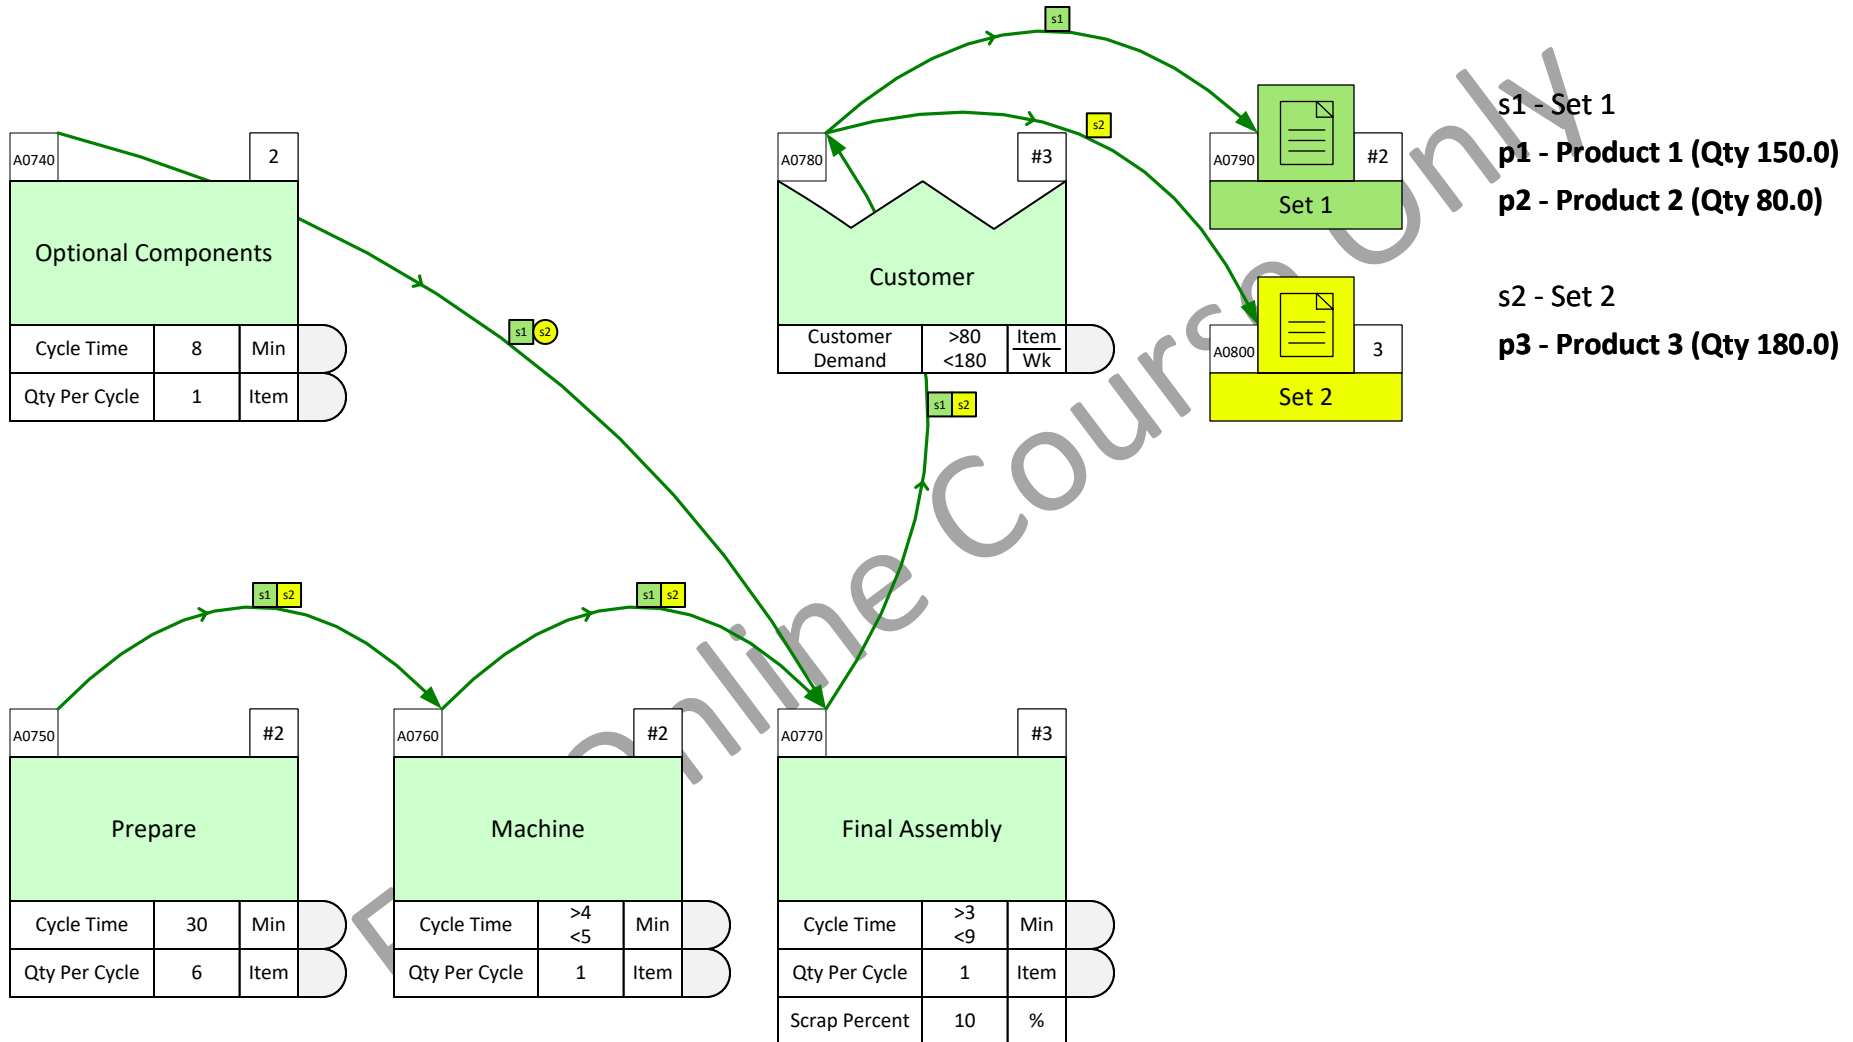 s1
s1 - Set 1
p1 - Product 1 (Qty 150.0)
p2 - Product 2 (Qty 80.0)
s2 - Set 2
p3 - Product 3 (Qty 180.0)
s2
A0740
2
Optional Components
Cycle Time 8 Min
Qty Per Cycle 1 Item
s1 s2
A0780
#3
Customer
Customer Demand >80 <180 Item Wk
s1 s2
A0790
#2
Set 1
A0800
3
Set 2
s1 s2
s1 s2
A0750
#2
Prepare
Cycle Time 30 Min
Qty Per Cycle 6 Item
A0760
#2
Machine
Cycle Time >4 <5 Min
Qty Per Cycle 1 Item
A0770
#3
Final Assembly
Cycle Time >3 <9 Min
Qty Per Cycle 1 Item
Scrap Percent 10 %
Online Course Only